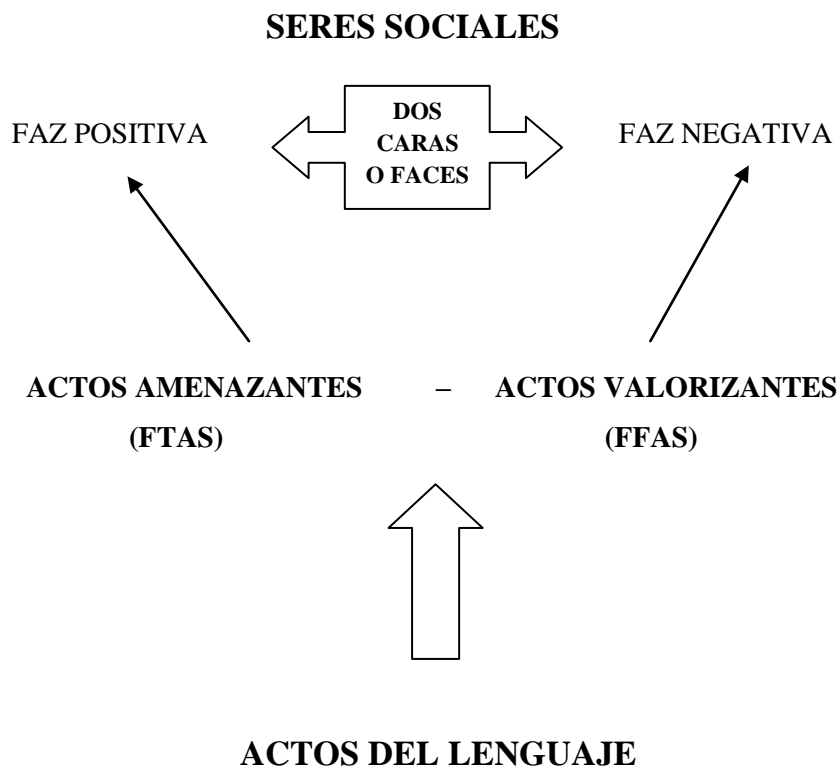 SERES SOCIALES
FAZ POSITIVA
DOS
CARAS
O FACES
FAZ NEGATIVA
ACTOS AMENAZANTES – ACTOS VALORIZANTES
(FTAS) (FFAS)
ACTOS DEL LENGUAJE